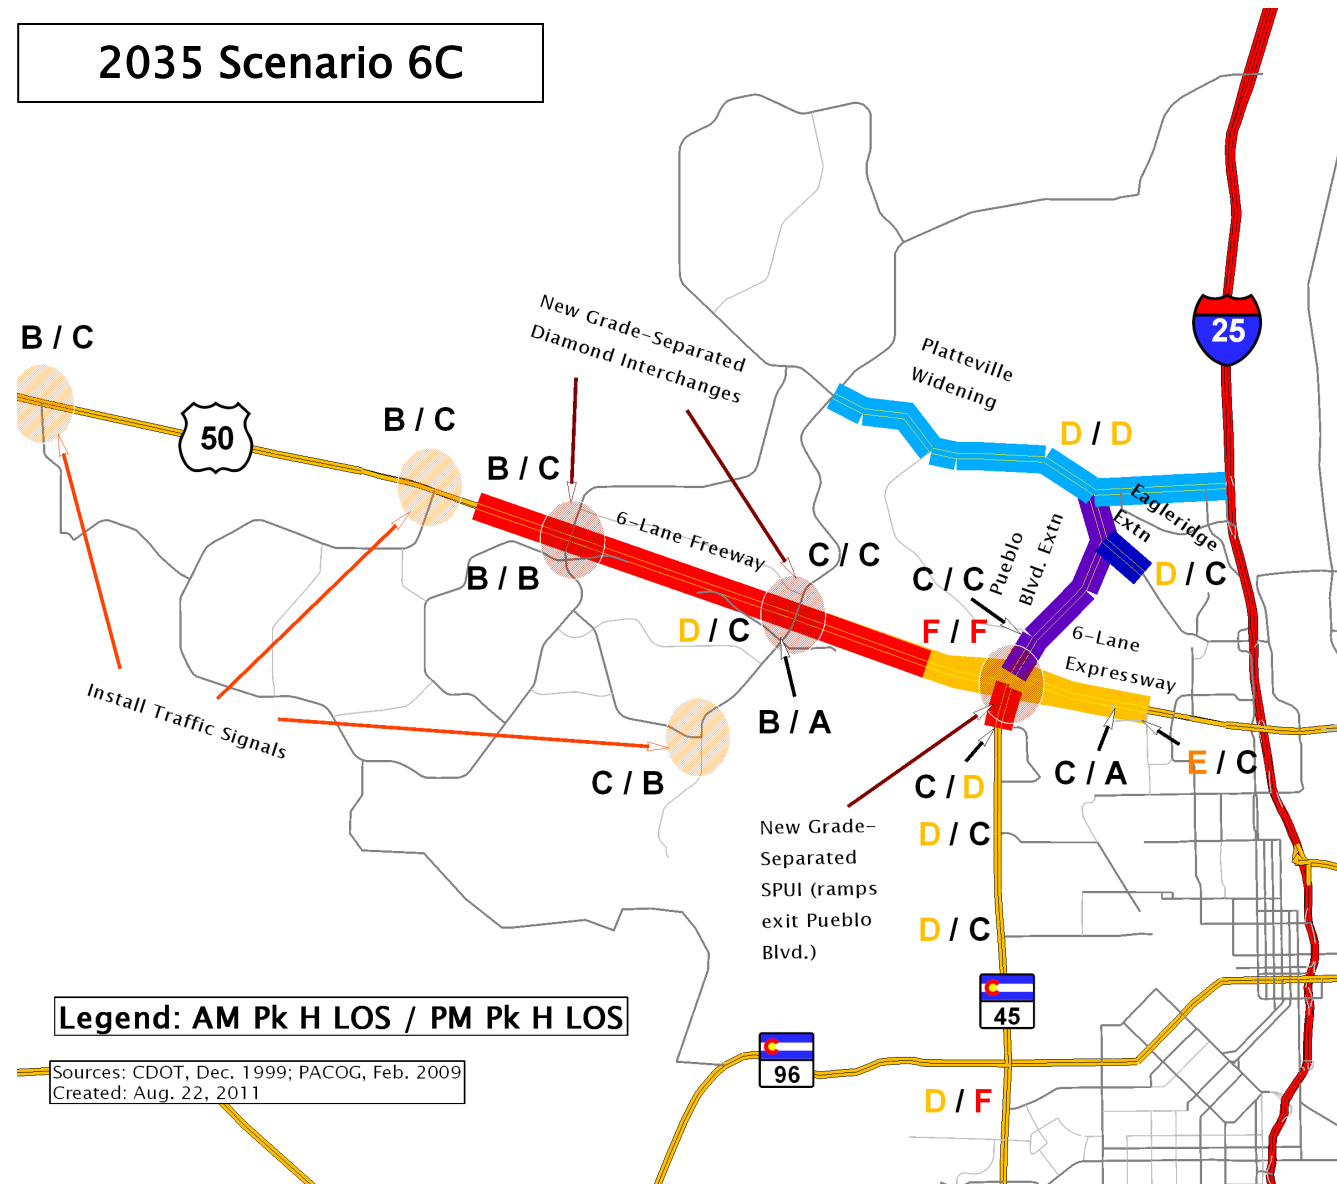 2035 Scenario 6C
25
B / C
50
B / C
B / C
New Grade-Separated
Diamond Interchanges
Platteville
Widening
D / D
Eagleridge
Extn
D / C
Pueblo
Blvd. Extn
6-Lane Freeway
B / B
C / C
C / C
D / C
F / F
6-Lane
Expressway
B / A
Install Traffic Signals
C / B
C / D
C / A
E / C
New Grade-
Separated
SPUI (ramps
exit Pueblo
Blvd.)
D / C
D / C
45
96
D / F
Legend: AM Pk H LOS / PM Pk H LOS
Sources: CDOT, Dec. 1999; PACOG, Feb. 2009
Created: Aug. 22, 2011